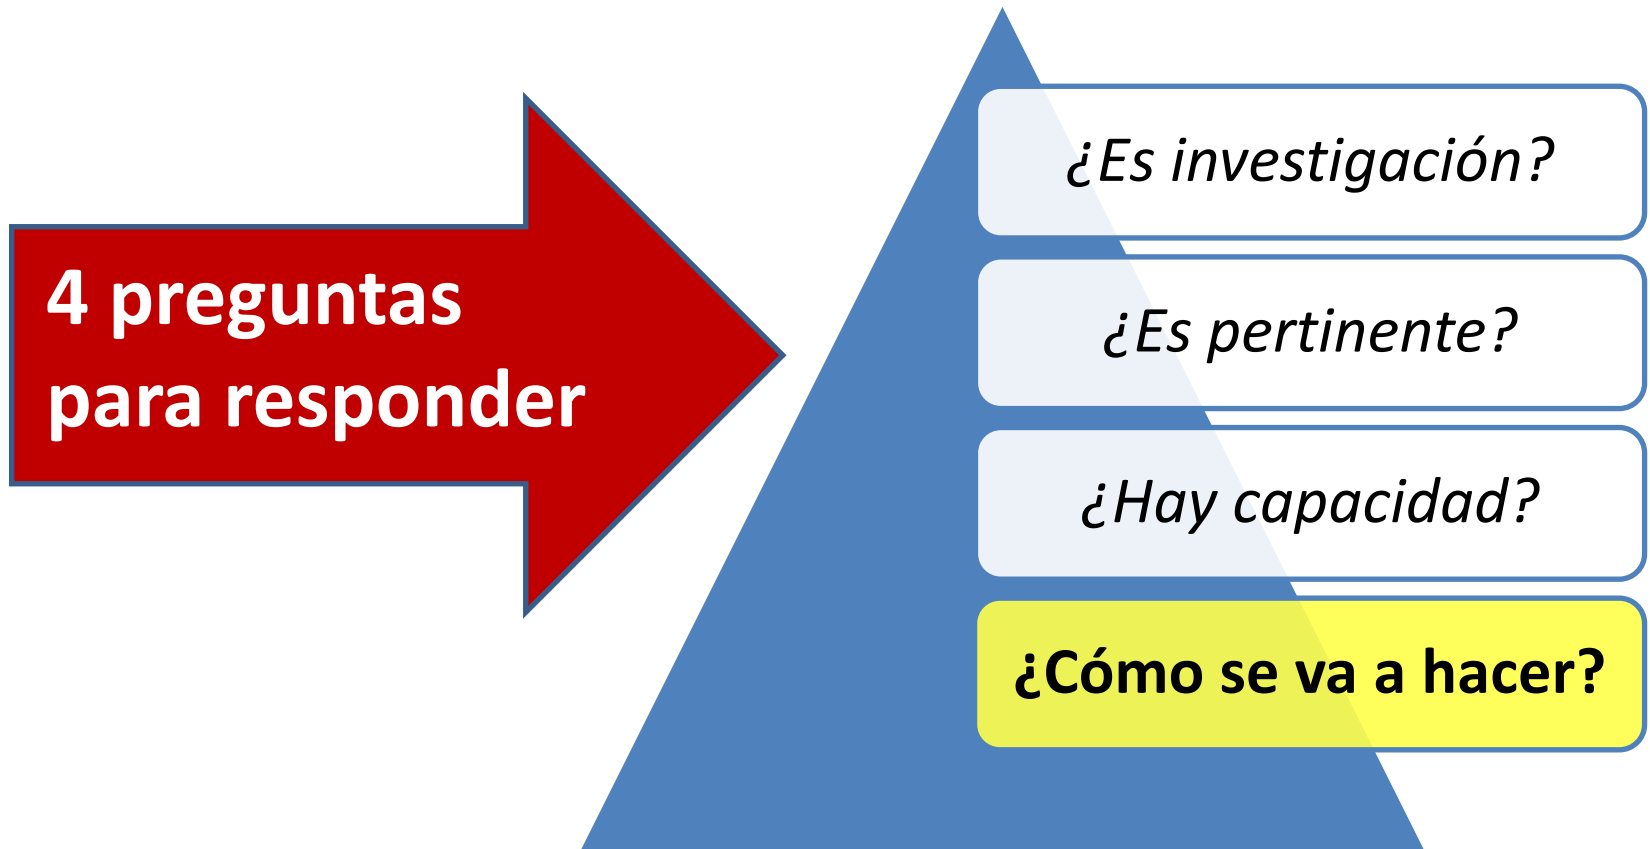 4 preguntas
para responder
¿Es investigación?
¿Es pertinente?
¿Hay capacidad?
¿Cómo se va a hacer?